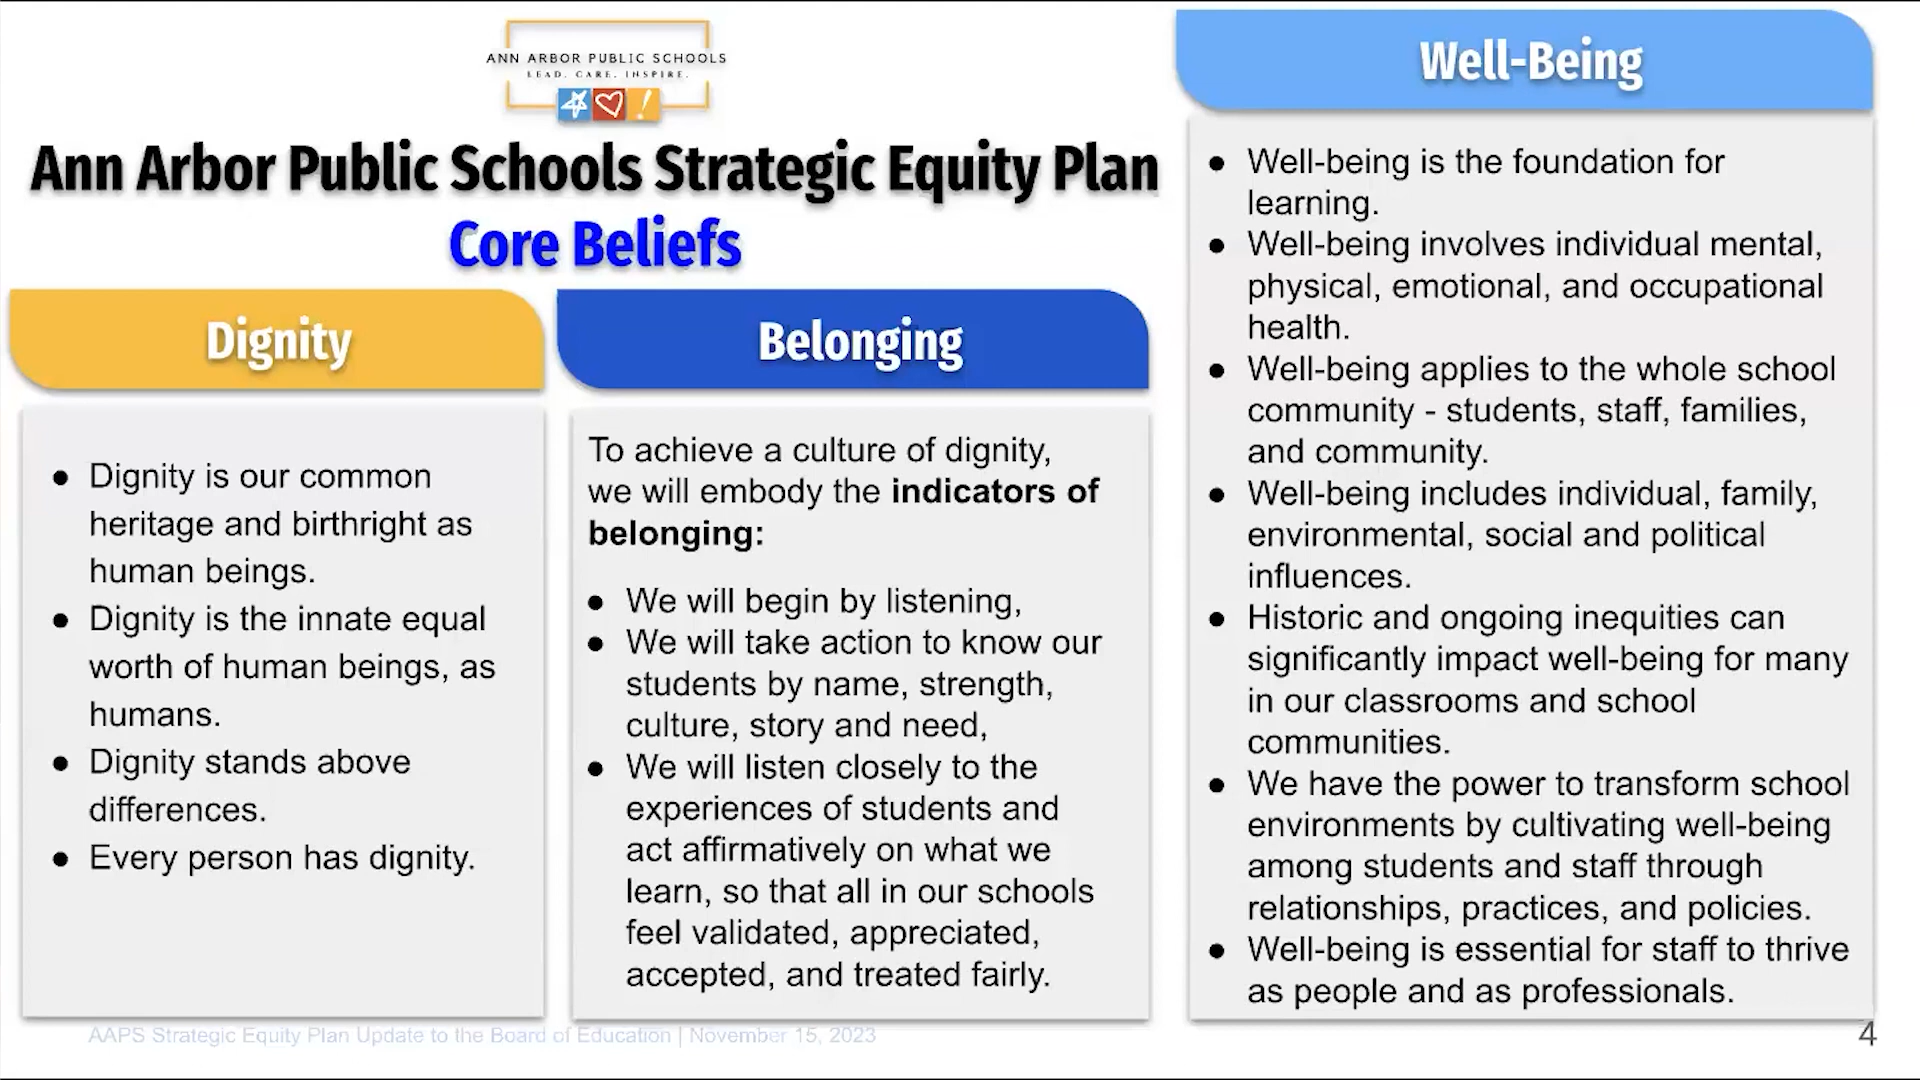 ANN ARBOR PUBLIC SCHOOLS
LEAD. CARE. INSPIRE.
Ann Arbor Public Schools Strategic Equity Plan
Core Beliefs
Dignity
● Dignity is our common
heritage and birthright as
human beings.
● Dignity is the innate equal
worth of human beings, as
humans.
● Dignity stands above
differences.
● Every person has dignity.
Belonging
To achieve a culture of dignity,
we will embody the indicators of
belonging:
● We will begin by listening,
● We will take action to know our
students by name, strength,
culture, story and need,
● We will listen closely to the
experiences of students and
act affirmatively on what we
learn, so that all in our schools
feel validated, appreciated,
accepted, and treated fairly.
Well-Being
● Well-being is the foundation for
learning.
● Well-being involves individual mental,
physical, emotional, and occupational
health.
● Well-being applies to the whole school
community - students, staff, families,
and community.
● Well-being includes individual, family,
environmental, social and political
influences.
● Historic and ongoing inequities can
significantly impact well-being for many
in our classrooms and school
communities.
● We have the power to transform school
environments by cultivating well-being
among students and staff through
relationships, practices, and policies.
● Well-being is essential for staff to thrive
as people and as professionals.
AAPS Strategic Equity Plan Update to the Board of Education | November 15, 2023
4